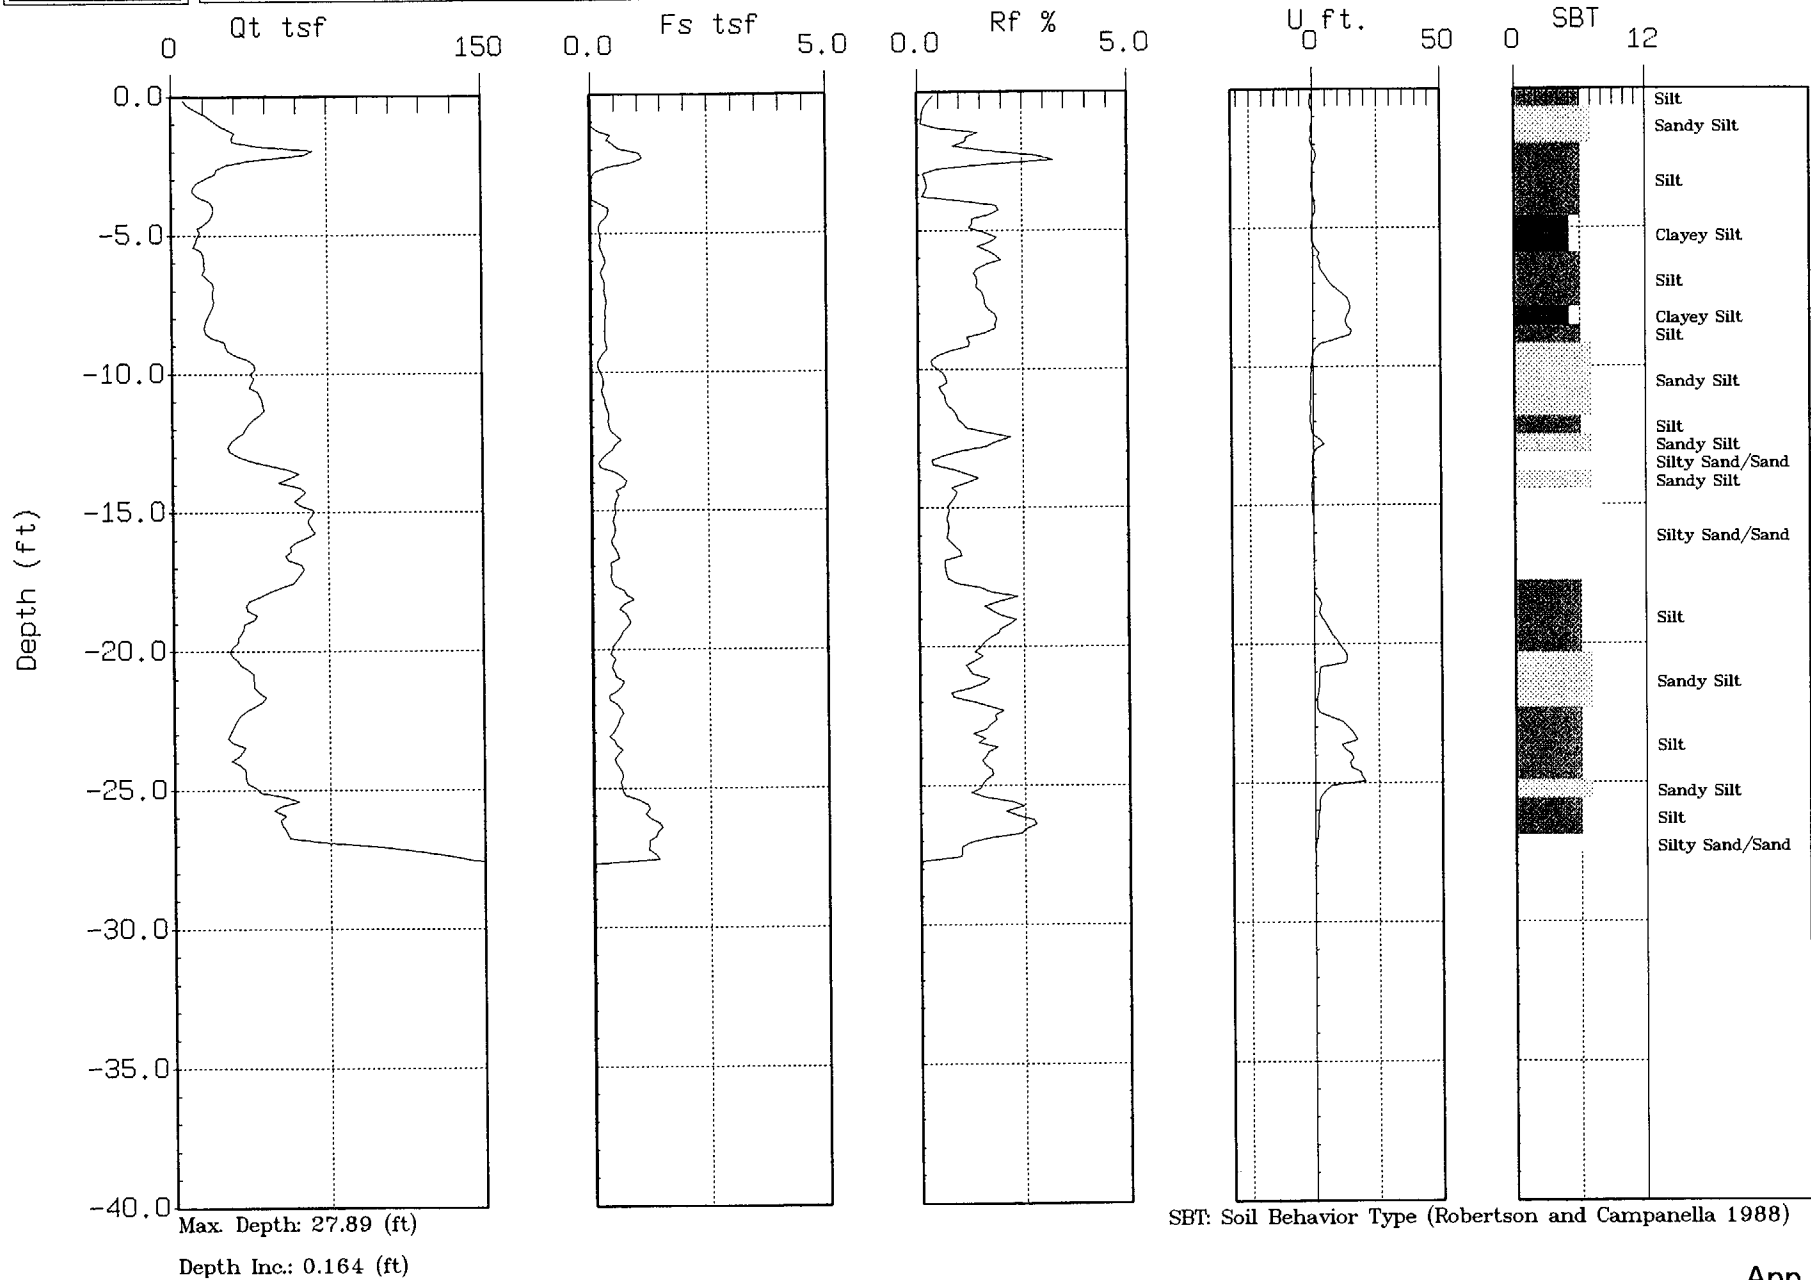 Qt tsf
0 150
Fs tsf
0.0 5.0
Rf %
0.0 5.0
U ft.
0 50
SBT
0 12
Depth (ft)
0.0
-5.0
-10.0
-15.0
-20.0
-25.0
-30.0
-35.0
-40.0
Silt
Sandy Silt
Silt
Clayey Silt
Silt
Clayey Silt
Silt
Sandy Silt
Silt
Sandy Silt
Silty Sand/Sand
Sandy Silt
Silty Sand/Sand
Silt
Sandy Silt
Silt
Sandy Silt
Silt
Silty Sand/Sand
Max. Depth: 27.89 (ft)
Depth Inc.: 0.164 (ft)
SBT: Soil Behavior Type (Robertson and Campanella 1988)
App